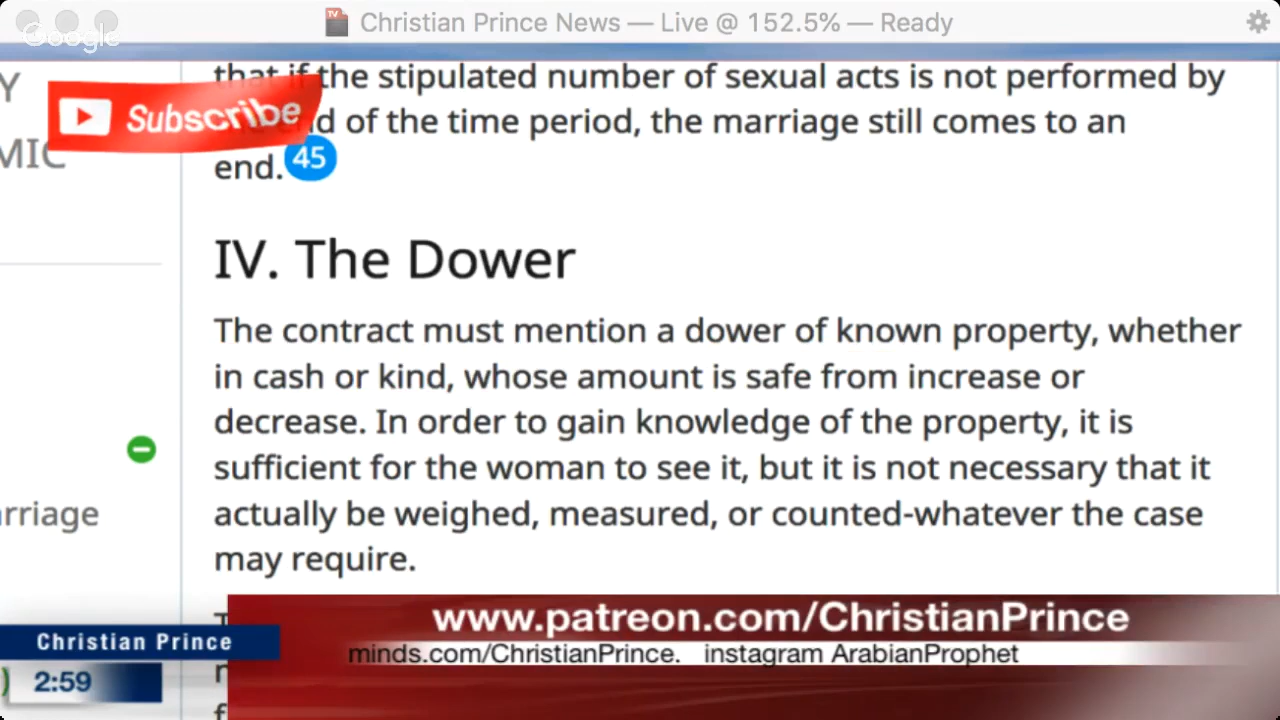 Christian Prince News — Live @ 152.5% — Ready
Google
TV
Y
MIC
that if the stipulated number of sexual acts is not performed by
Subscribe
end of the time period, the marriage still comes to an
end. 45
IV. The Dower
The contract must mention a dower of known property, whether
in cash or kind, whose amount is safe from increase or
decrease. In order to gain knowledge of the property, it is
sufficient for the woman to see it, but it is not necessary that it
rriage
actually be weighed, measured, or counted-whatever the case
may require.
www.patreon.com/ChristianPrince
Christian Prince
minds.com/ChristianPrince. instagram ArabianProphet
2:59